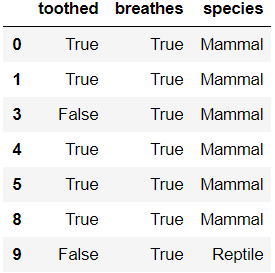 toothed breathes species
0 True True Mammal
1 True True Mammal
3 False True Mammal
4 True True Mammal
5 True True Mammal
8 True True Mammal
9 False True Reptile